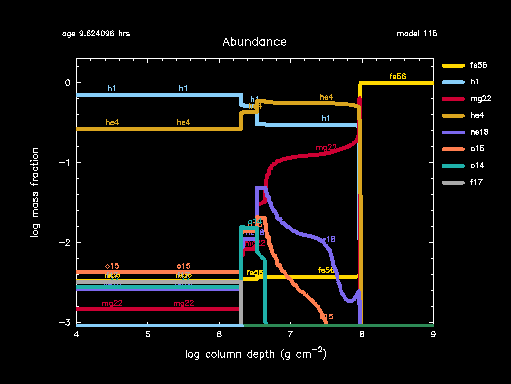 age 9.624096 hrs
model 116
Abundance
fe56
h1
mg22
he4
ne18
o15
o14
f17
fe56
h1 h1
he4
he4 he4
h1
mg22
o15 o15
mg22 mg22
fe56
fe56
o15
0
-1
-2
-3
4 5 6 7 8 9
log mass fraction
log column depth (g cm⁻²)